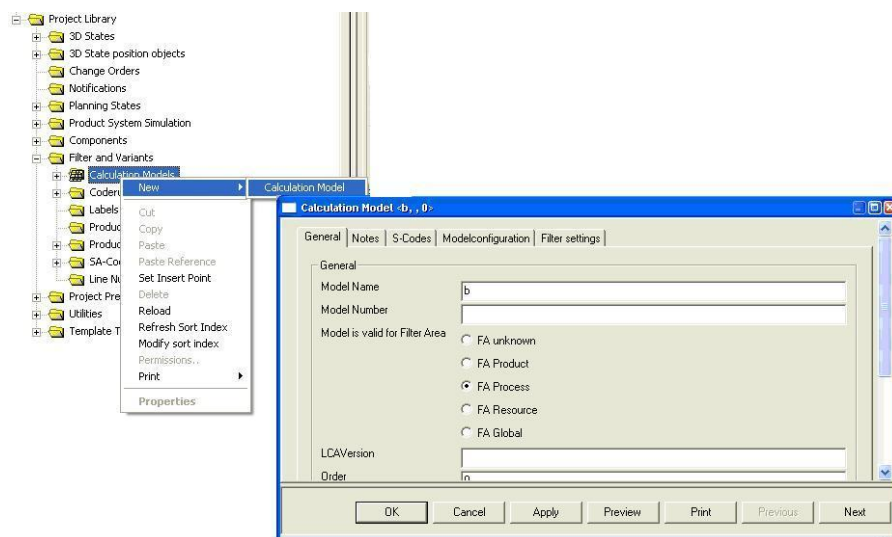 Project Library
3D States
3D State position objects
Change Orders
Notifications
Planning States
Product System Simulation
Components
Filter and Variants
Calculation Models
Labels
SA-Co
Line Nu
Project Pre
Utilities
Template T
New
Cut
Copy
Paste
Paste Reference
Set Insert Point
Delete
Reload
Refresh Sort Index
Modify sort index
Permissions..
Print
Properties
Calculation Model
Calculation Model <b, , 0>
General Notes S-Codes Modelconfiguration Filter settings
General
Model Name b
Model Number
Model is valid for Filter Area
FA unknown
FA Product
FA Process
FA Resource
FA Global
LCAVersion
Order 0
OK Cancel Apply Preview Print Previous Next